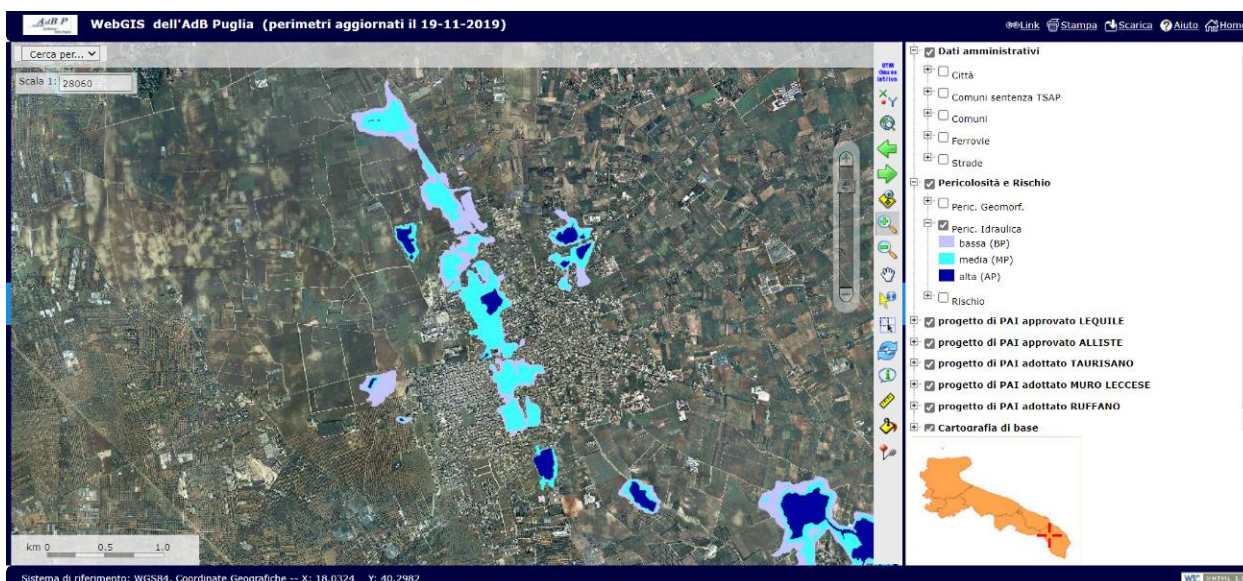 AdB P
WebGIS dell'AdB Puglia (perimetri aggiornati il 19-11-2019)
Link Stampa Scarica Aiuto Home
Cerca per...
Scala 1: 28060
UTM
km 0 0.5 1.0
Dati amministrativi
Città
Comuni sentenza TSAP
Comuni
Ferrovie
Strade
Pericolosità e Rischio
Peric. Geomorf.
Peric. Idraulica
bassa (BP)
media (MP)
alta (AP)
Rischio
progetto di PAI approvato LEQUILE
progetto di PAI approvato ALLISTE
progetto di PAI adottato TAURISANO
progetto di PAI adottato MURO LECCESE
progetto di PAI adottato RUFFANO
Cartografia di base
Sistema di riferimento: WGS84, Coordinate Geografiche -- X: 18.0324 Y: 40.2982